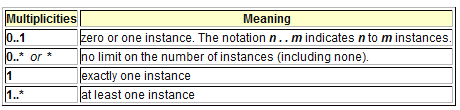 Multiplicities Meaning
0..1 zero or one instance. The notation n . . m indicates n to m instances.
0..* or * no limit on the number of instances (including none).
1 exactly one instance
1..* at least one instance